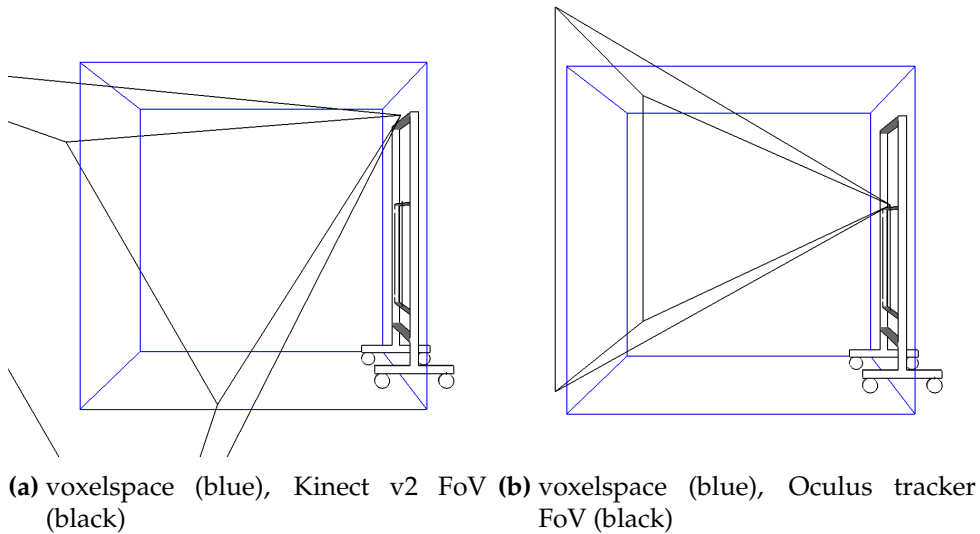 (a) voxelspace (blue), Kinect v2 FoV
(black)
(b) voxelspace (blue), Oculus tracker
FoV (black)